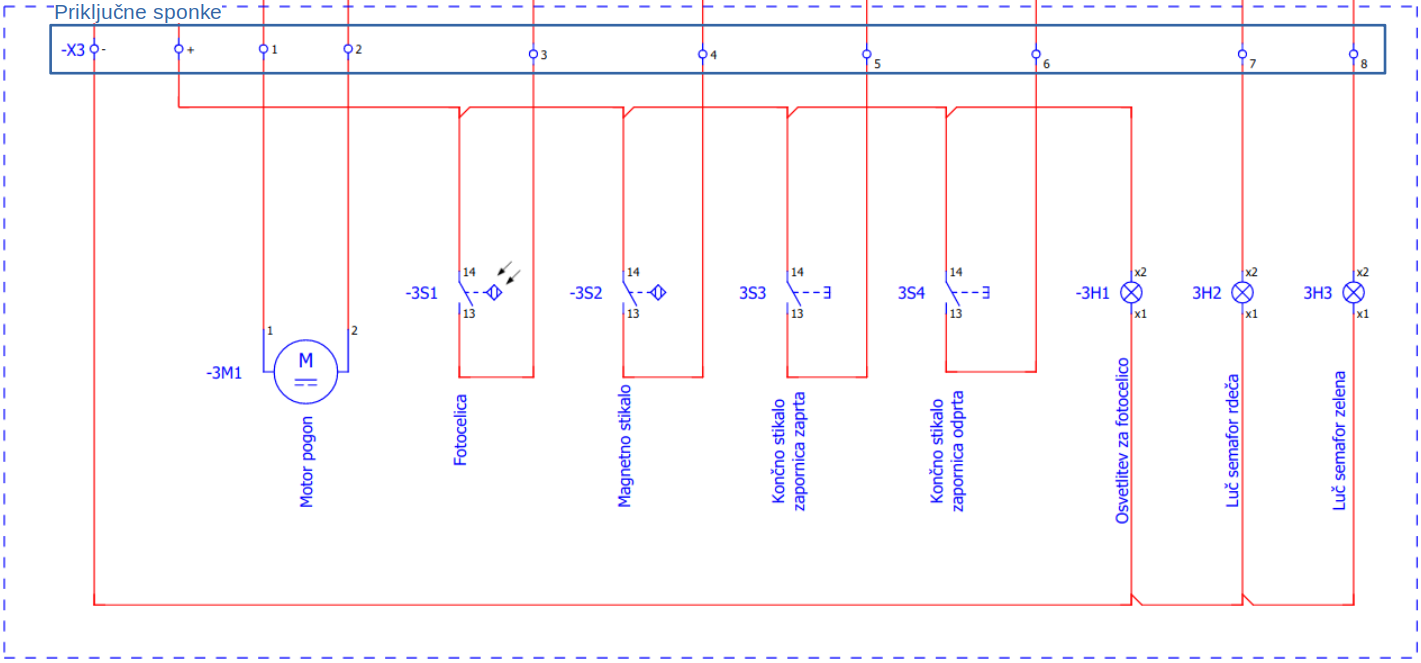 Priključne sponke
-X3 - + 1 2 3 4 5 6 7 8
14 14 14 14 x2 x2 x2
-3S1 -3S2 3S3 3S4 -3H1 3H2 3H3
13 13 13 13 x1 x1 x1
1 2
M
-3M1
Motor pogon
Fotocelica
Magnetno stikalo
Končno stikalo
zapornica zaprta
Končno stikalo
zapornica odprta
Osvetlitev za fotocelico
Luč semafor rdeča
Luč semafor zelena